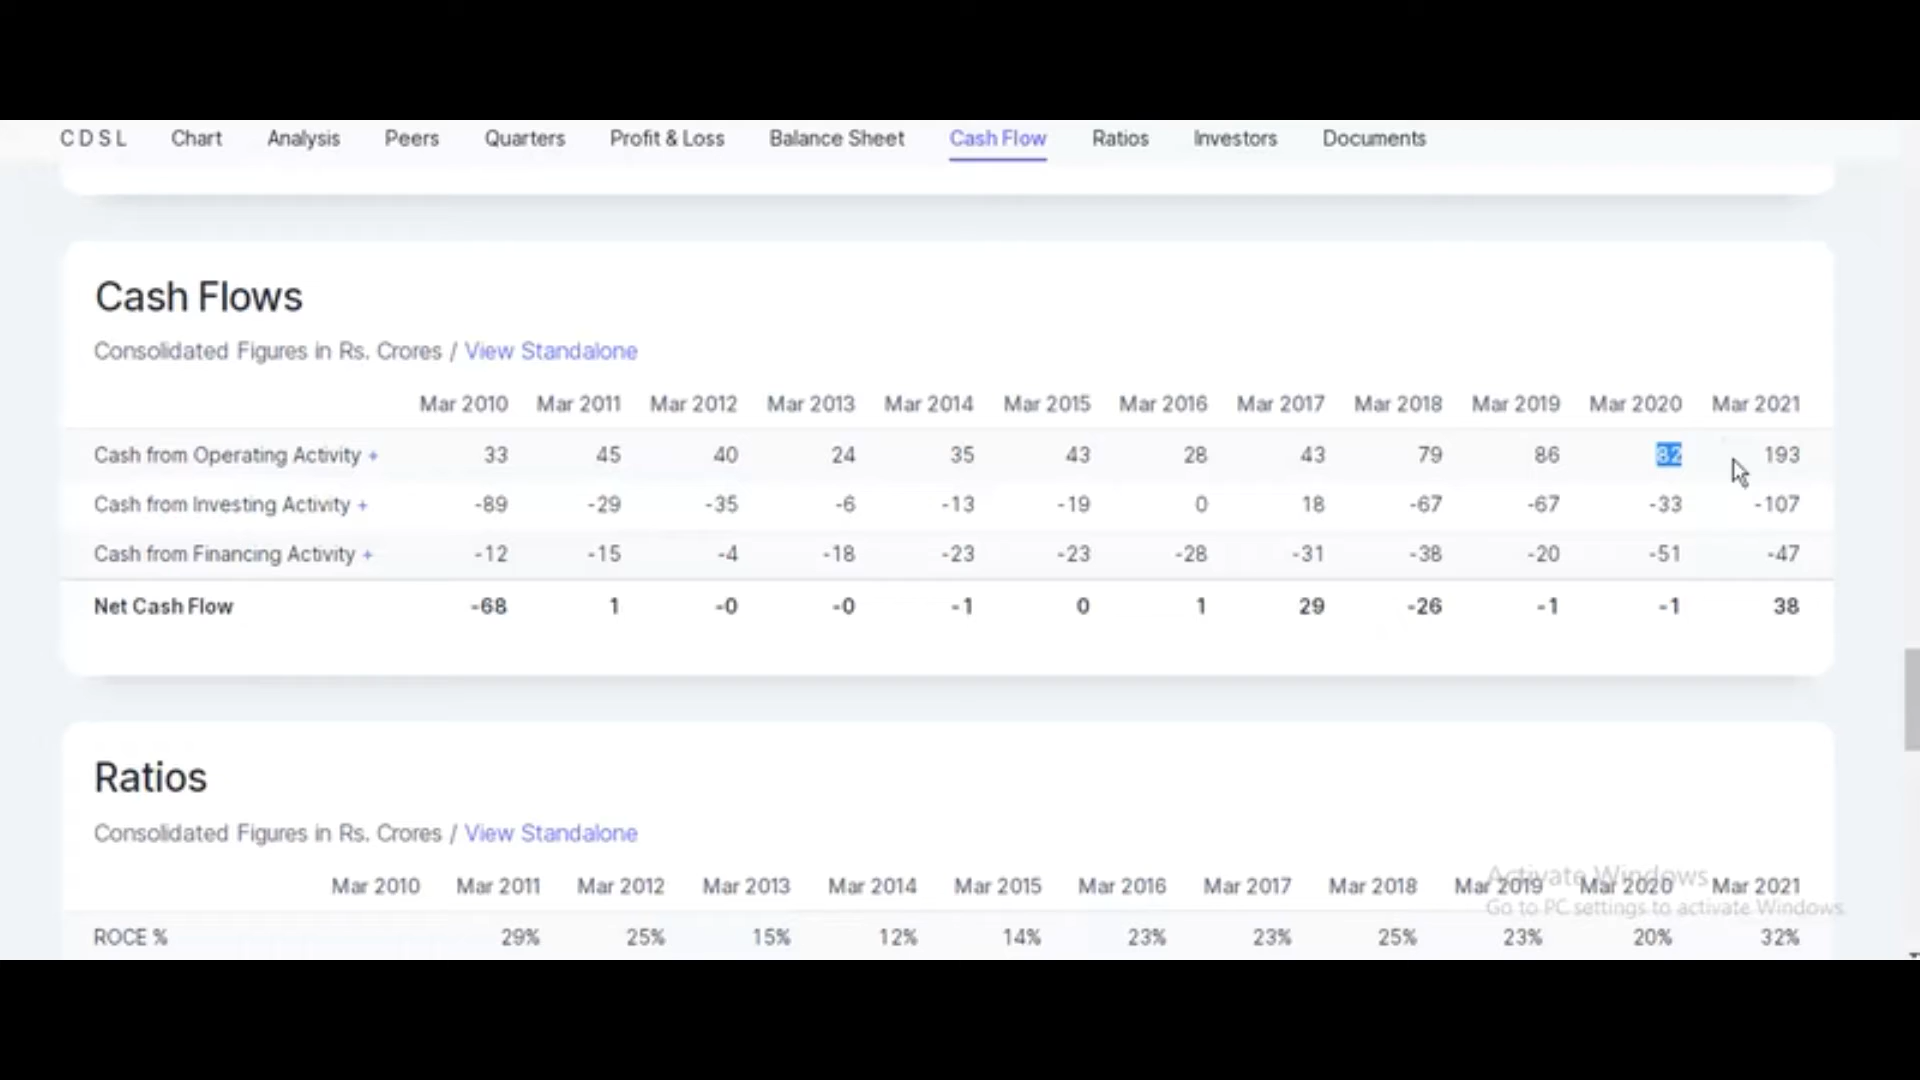 C D S L Chart Analysis Peers Quarters Profit & Loss Balance Sheet Cash Flow Ratios Investors Documents
Cash Flows
Consolidated Figures in Rs. Crores / View Standalone
Mar 2010 Mar 2011 Mar 2012 Mar 2013 Mar 2014 Mar 2015 Mar 2016 Mar 2017 Mar 2018 Mar 2019 Mar 2020 Mar 2021
Cash from Operating Activity + 33 45 40 24 35 43 28 43 79 86 82 193
Cash from Investing Activity + -89 -29 -35 -6 -13 -19 0 18 -67 -67 -33 -107
Cash from Financing Activity + -12 -15 -4 -18 -23 -23 -28 -31 -38 -20 -51 -47
Net Cash Flow -68 1 -0 -0 -1 0 1 29 -26 -1 -1 38
Ratios
Consolidated Figures in Rs. Crores / View Standalone
Mar 2010 Mar 2011 Mar 2012 Mar 2013 Mar 2014 Mar 2015 Mar 2016 Mar 2017 Mar 2018 Mar 2019 Mar 2020 Mar 2021
Activate Windows
Go to PC settings to activate Windows
ROCE % 29% 25% 15% 12% 14% 23% 23% 25% 23% 20% 32%